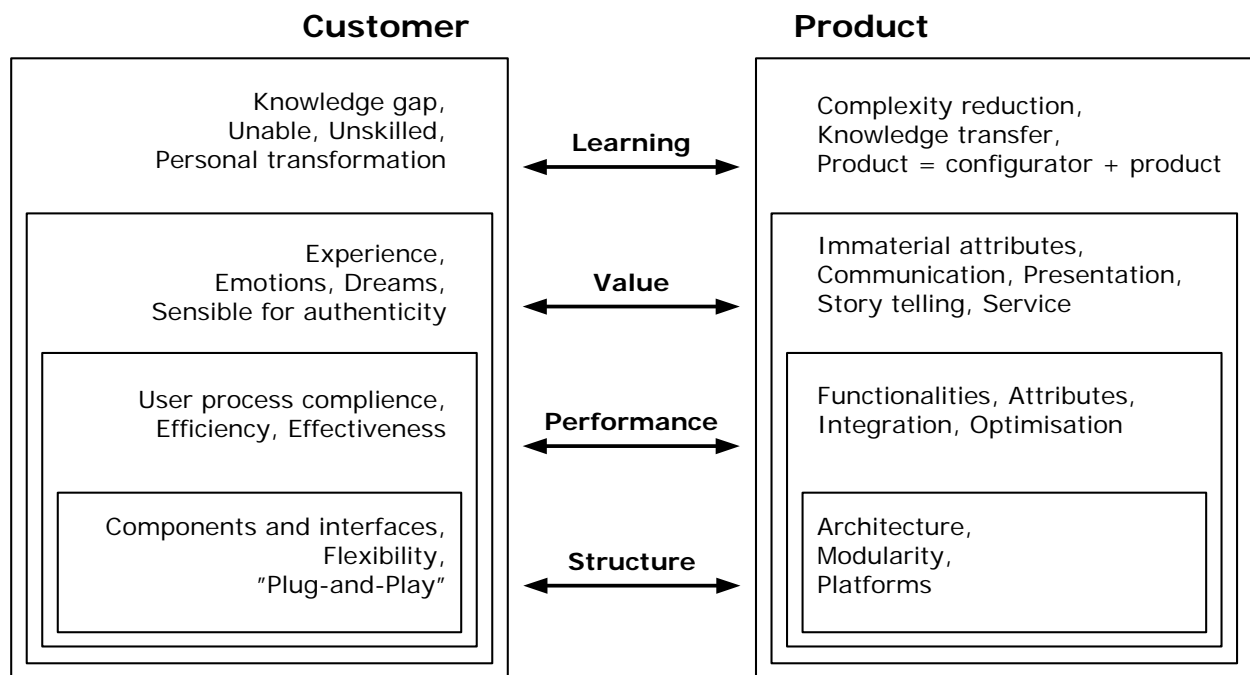 Customer
Product
Knowledge gap,
Unable, Unskilled,
Personal transformation
Learning
Complexity reduction,
Knowledge transfer,
Product = configurator + product
Experience,
Emotions, Dreams,
Sensible for authenticity
Value
Immaterial attributes,
Communication, Presentation,
Story telling, Service
User process complience,
Efficiency, Effectiveness
Performance
Functionalities, Attributes,
Integration, Optimisation
Components and interfaces,
Flexibility,
”Plug-and-Play”
Structure
Architecture,
Modularity,
Platforms